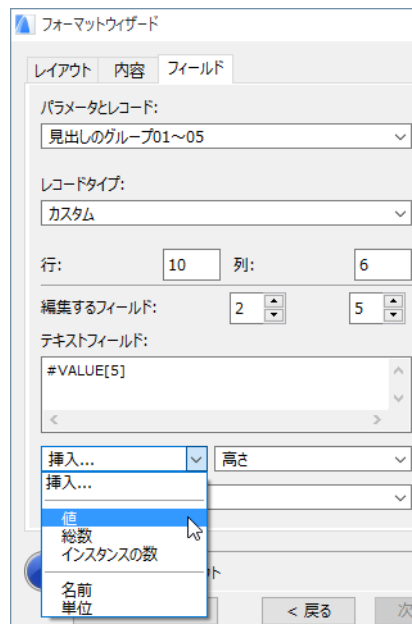 フォーマットウィザード
レイアウト 内容 フィールド
パラメータとレコード:
見出しのグループ01～05
レコードタイプ:
カスタム
行: 10 列: 6
編集するフィールド: 2 5
テキストフィールド:
#VALUE[5]
挿入... 高さ
挿入...
値
総数
インスタンスの数
名前
単位
< 戻る 次